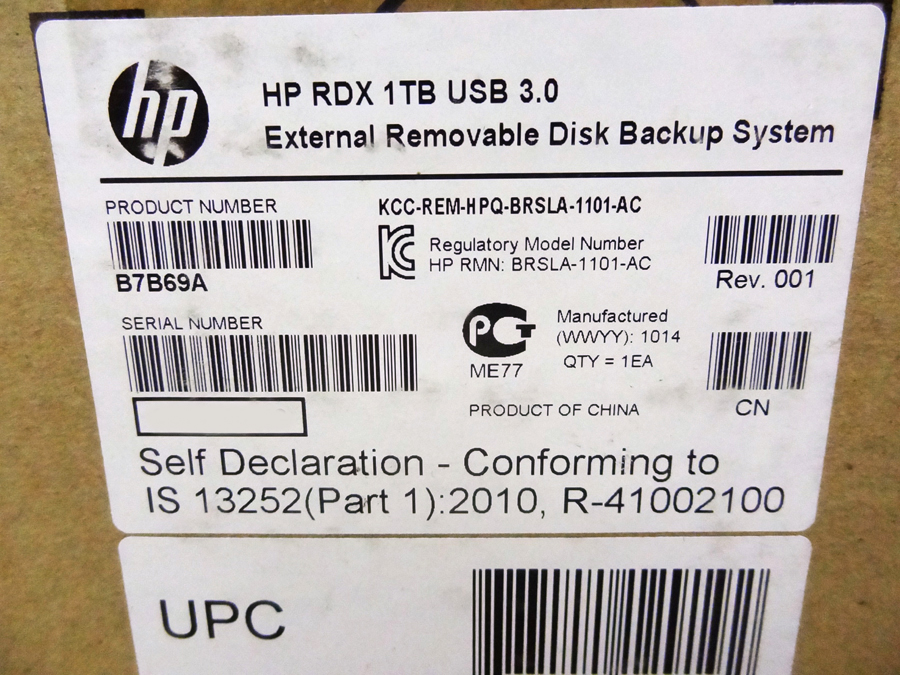 hp
HP RDX 1TB USB 3.0
External Removable Disk Backup System
PRODUCT NUMBER
B7B69A
KCC-REM-HPQ-BRSLA-1101-AC
Regulatory Model Number
HP RMN: BRSLA-1101-AC
Rev. 001
SERIAL NUMBER
PCT
ME77
Manufactured
(WWYY): 1014
QTY = 1EA
PRODUCT OF CHINA
CN
Self Declaration - Conforming to
IS 13252(Part 1):2010, R-41002100
UPC